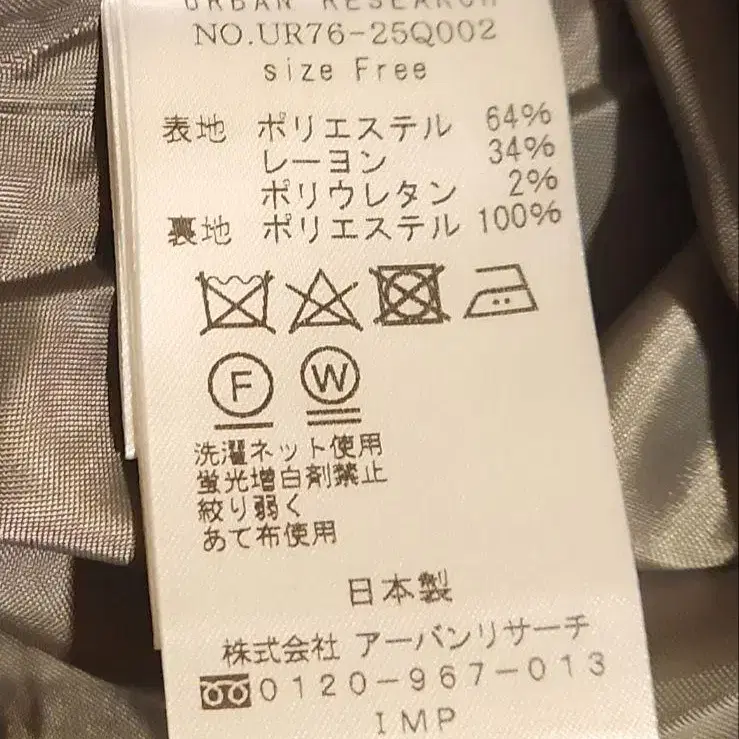 URBAN RESEARCH
NO.UR76-25Q002
size Free
表地 ポリエステル 64%
レーヨン 34%
ポリウレタン 2%
裏地 ポリエステル 100%
F W
洗濯ネット使用
蛍光増白剤禁止
絞り弱く
あて布使用
日本製
株式会社 アーバンリサーチ
0120-967-013
IMP